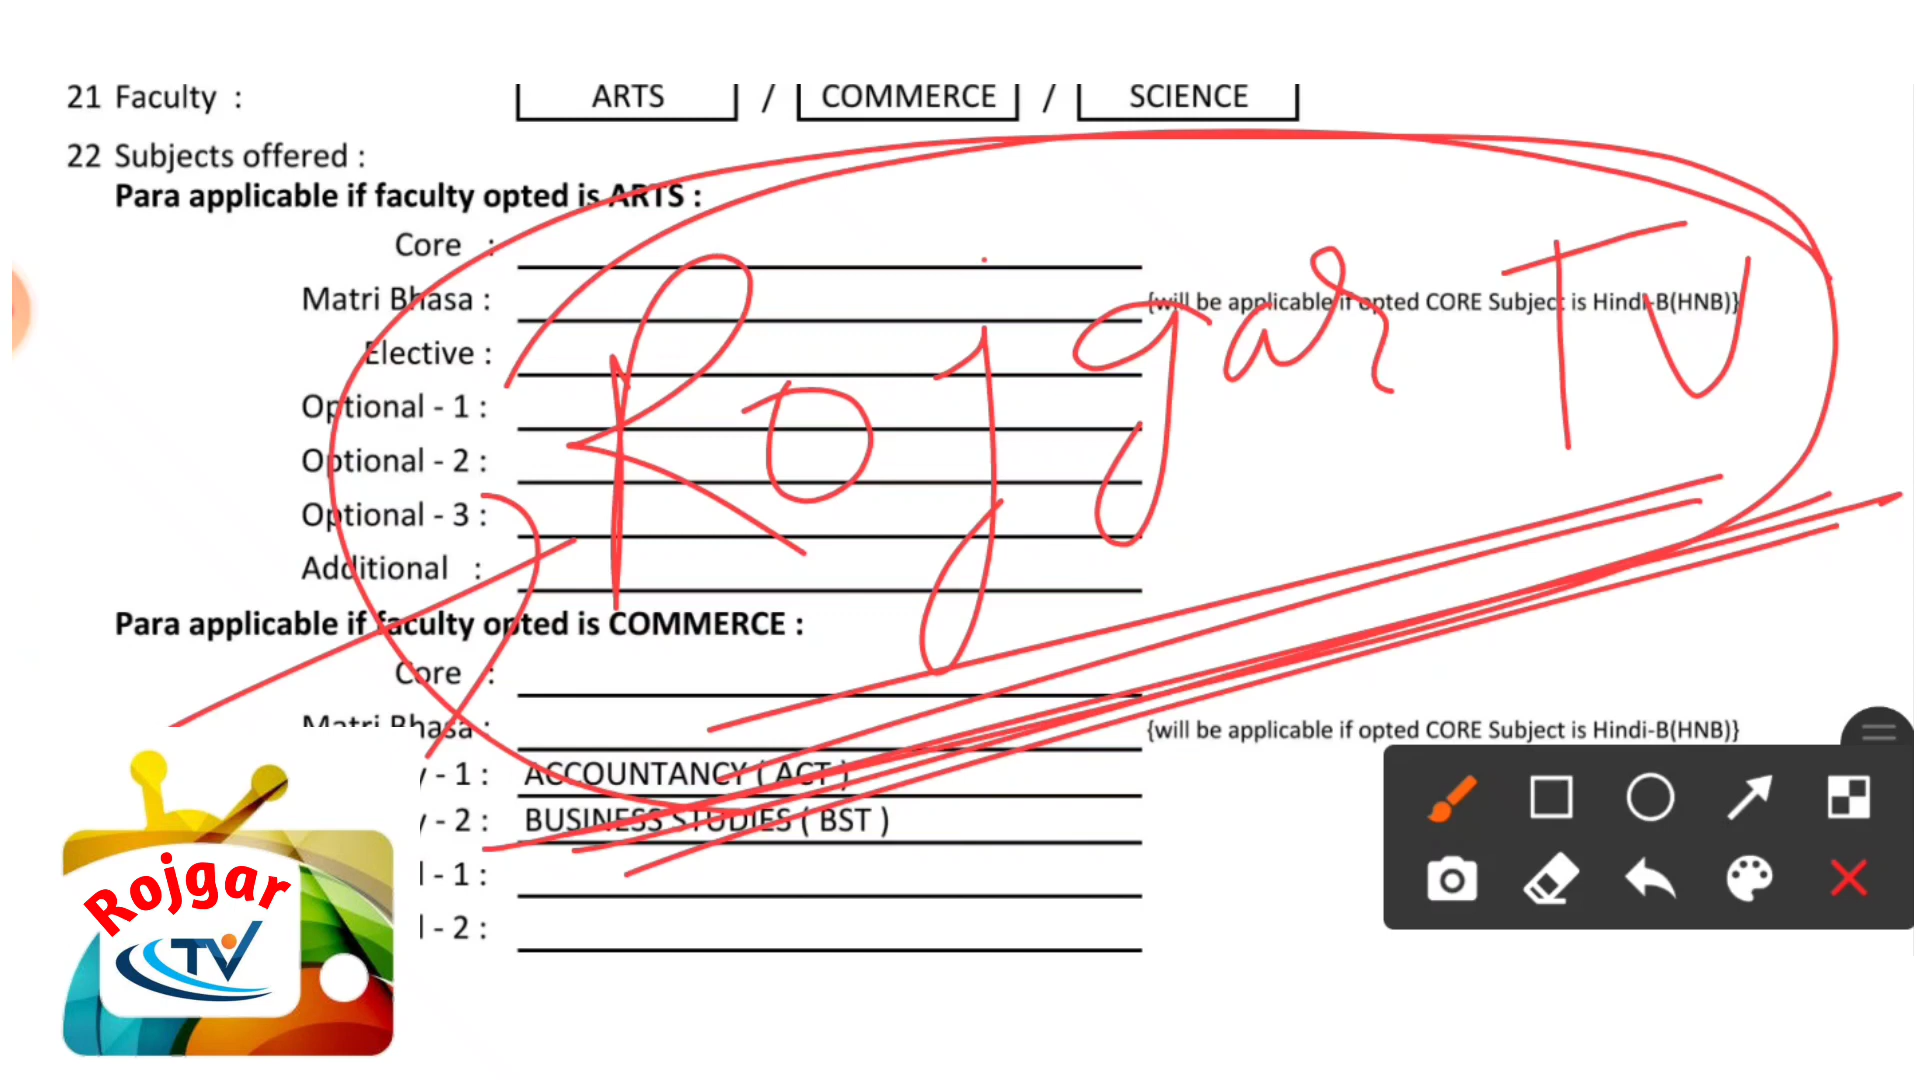 21 Faculty : ARTS / COMMERCE / SCIENCE
22 Subjects offered :
Para applicable if faculty opted is ARTS :
Core :
Matri Bhasa : {will be applicable if opted CORE Subject is Hindi-B(HNB)}
Elective :
Optional - 1 :
Optional - 2 :
Optional - 3 :
Additional :
Rojgar TV
Para applicable if faculty opted is COMMERCE :
Core :
Matri Bhasa : {will be applicable if opted CORE Subject is Hindi-B(HNB)}
- 1 : ACCOUNTANCY ( ACT )
- 2 : BUSINESS STUDIES ( BST )
- 1 :
- 2 :
Rojgar
TV